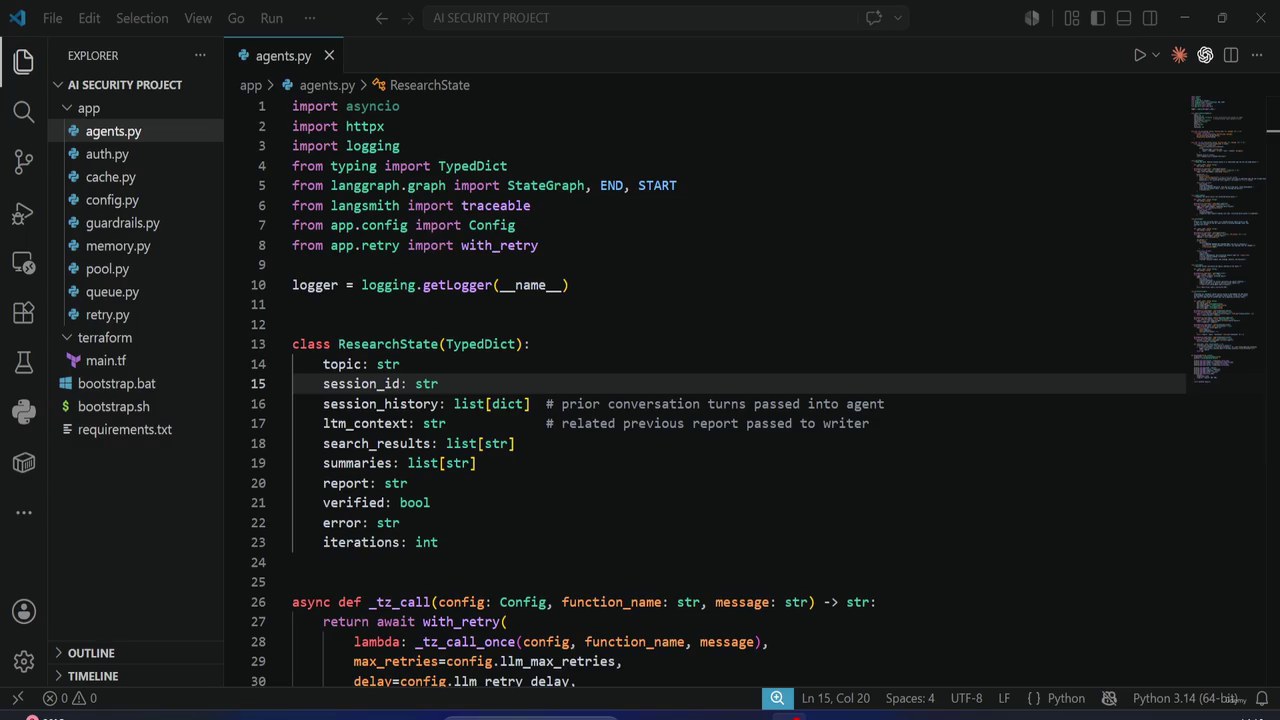 File Edit Selection View Go Run ···
AI SECURITY PROJECT
EXPLORER ···
AI SECURITY PROJECT
app
agents.py
auth.py
cache.py
config.py
guardrails.py
memory.py
pool.py
queue.py
retry.py
terraform
main.tf
bootstrap.bat
$ bootstrap.sh
requirements.txt
OUTLINE
TIMELINE
agents.py
app > agents.py > ResearchState
1 import asyncio
2 import httpx
3 import logging
4 from typing import TypedDict
5 from langgraph.graph import StateGraph, END, START
6 from langsmith import traceable
7 from app.config import Config
8 from app.retry import with_retry
9
10 logger = logging.getLogger(__name__)
11
12
13 class ResearchState(TypedDict):
14 topic: str
15 session_id: str
16 session_history: list[dict] # prior conversation turns passed into agent
17 ltm_context: str # related previous report passed to writer
18 search_results: list[str]
19 summaries: list[str]
20 report: str
21 verified: bool
22 error: str
23 iterations: int
24
25
26 async def _tz_call(config: Config, function_name: str, message: str) -> str:
27 return await with_retry(
28 lambda: _tz_call_once(config, function_name, message),
29 max_retries=config.llm_max_retries,
30 delay=config.llm_retry_delay,
0 0 Ln 15, Col 20 Spaces: 4 UTF-8 LF { } Python Python 3.14 (64-bit)